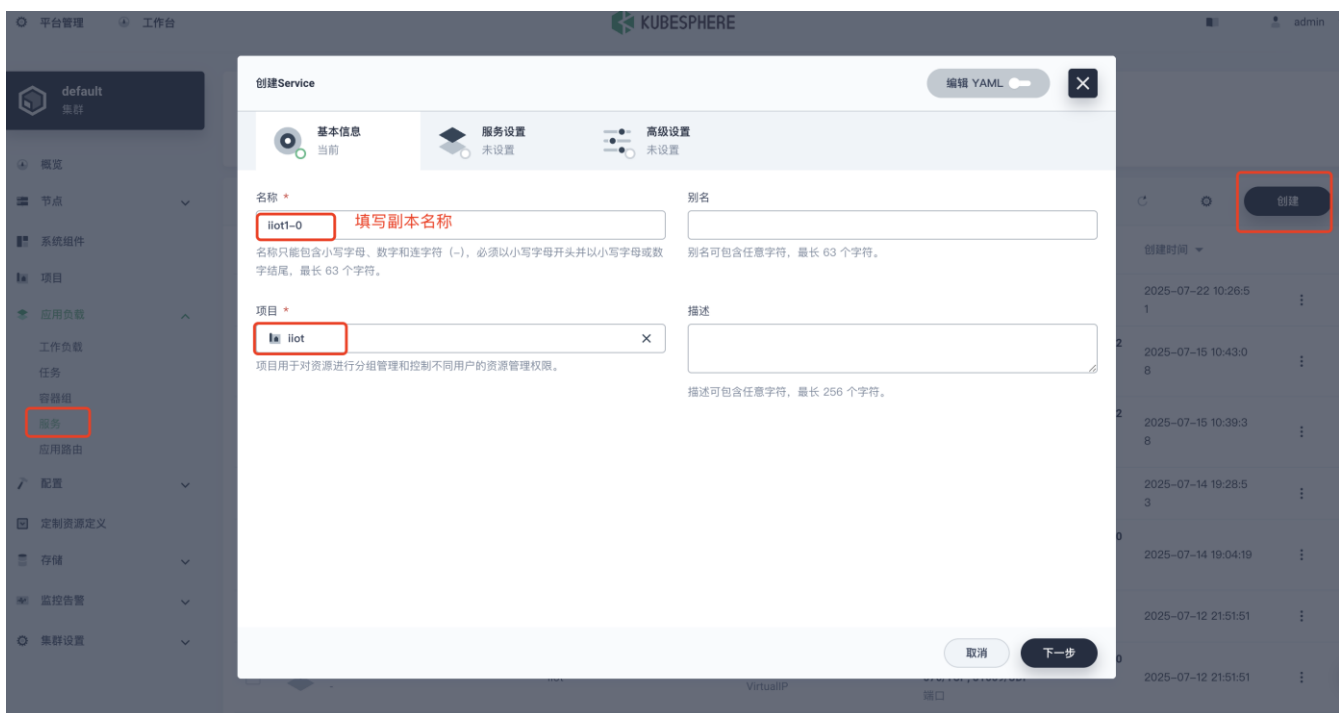 平台管理
工作台
KUBESPHERE
admin
default
集群
概览
节点
系统组件
项目
应用负载
工作负载
任务
容器组
服务
应用路由
配置
定制资源定义
存储
监控告警
集群设置
创建Service
编辑 YAML
基本信息
当前
服务设置
未设置
高级设置
未设置
名称 *
iiot1-0
填写副本名称
名称只能包含小写字母、数字和连字符（-），必须以小写字母开头并以小写字母或数
字结尾，最长 63 个字符。
别名
别名可包含任意字符，最长 63 个字符。
项目 *
iiot
项目用于对资源进行分组管理和控制不同用户的资源管理权限。
描述
描述可包含任意字符，最长 256 个字符。
取消
下一步
创建
创建时间
2025-07-22 10:26:5
1
2
2025-07-15 10:43:0
8
2
2025-07-15 10:39:3
8
2025-07-14 19:28:5
3
0
2025-07-14 19:04:19
2025-07-12 21:51:51
0
2025-07-12 21:51:51
VirtualIP
端口